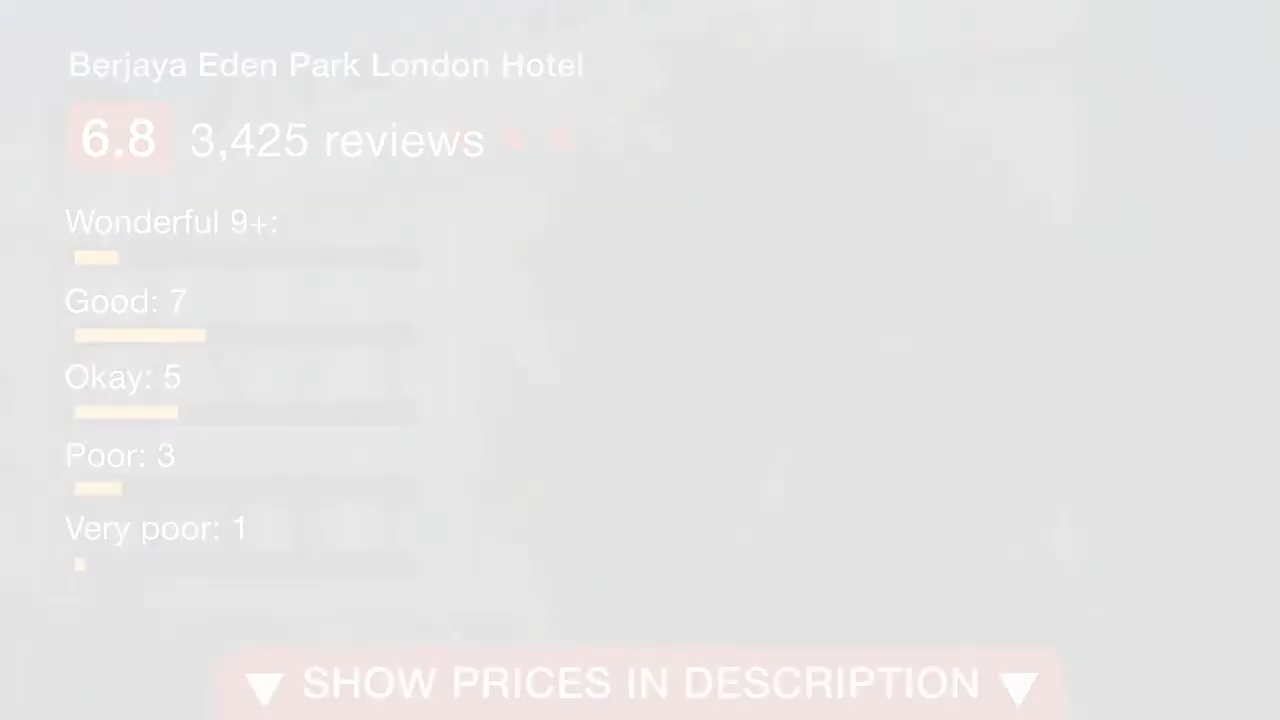 Berjaya Eden Park London Hotel
6.8 3,425 reviews
Wonderful 9+:
Good: 7
Okay: 5
Poor: 3
Very poor: 1
▼ SHOW PRICES IN DESCRIPTION ▼